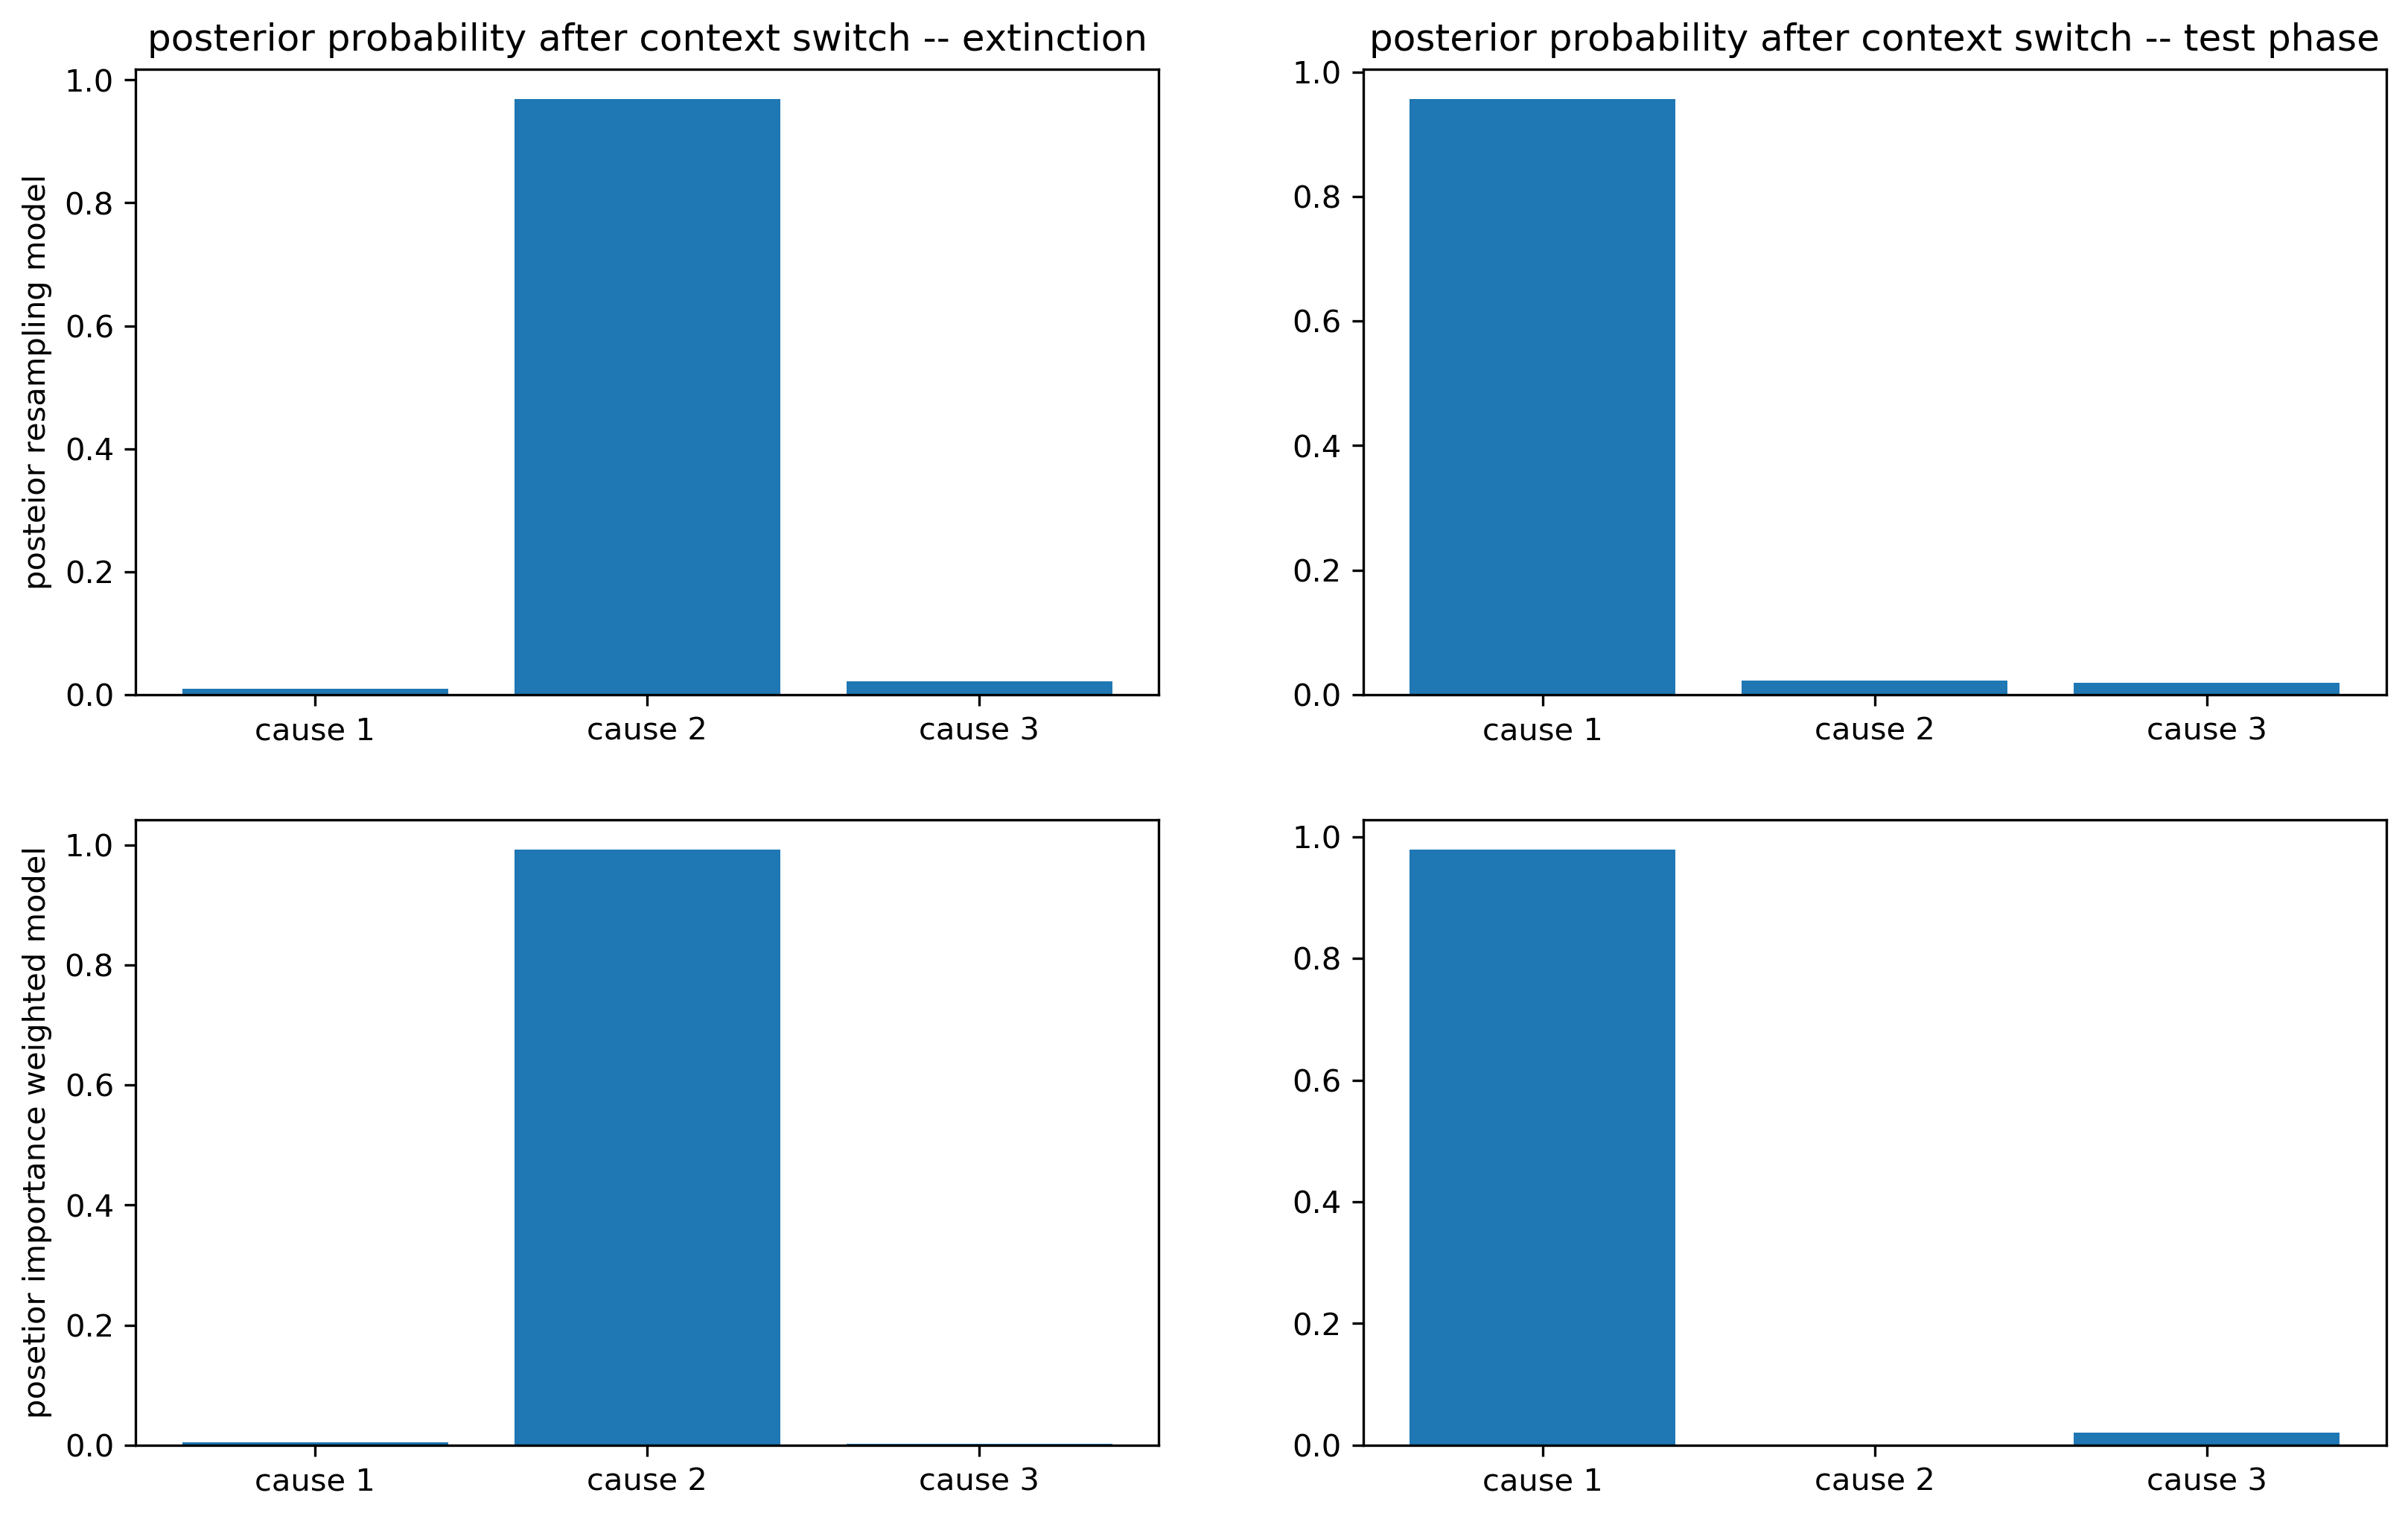 posterior probability after context switch -- extinction
posterior probability after context switch -- test phase
posteior resampling model
1.0
0.8
0.6
0.4
0.2
0.0
cause 1
cause 2
cause 3
1.0
0.8
0.6
0.4
0.2
0.0
cause 1
cause 2
cause 3
posetior importance weighted model
1.0
0.8
0.6
0.4
0.2
0.0
cause 1
cause 2
cause 3
1.0
0.8
0.6
0.4
0.2
0.0
cause 1
cause 2
cause 3